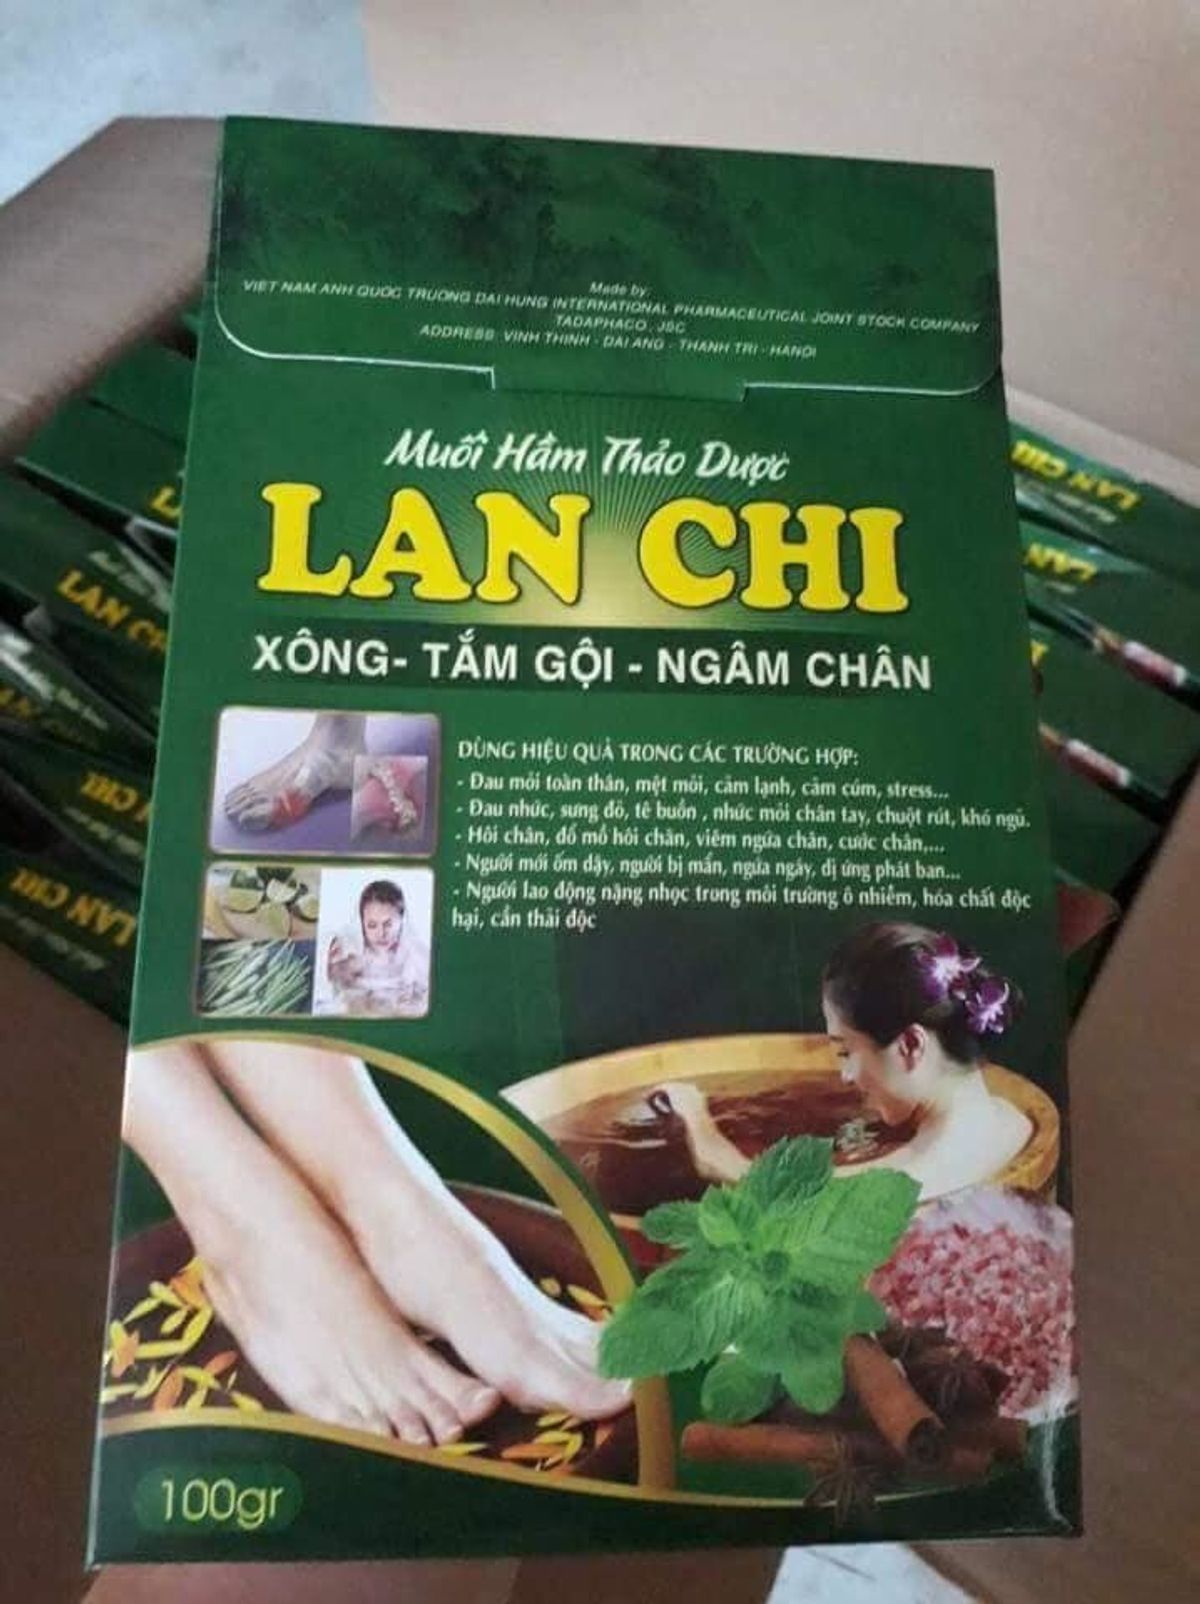 Made by:
VIET NAM ANH QUOC TRUONG DAI HUNG INTERNATIONAL PHARMACEUTICAL JOINT STOCK COMPANY
TADAPHACO., JSC
ADDRESS: VINH THINH - DAI ANG - THANH TRI - HANOI
Muối Hầm Thảo Dược
LAN CHI
XÔNG- TẮM GỘI - NGÂM CHÂN
DÙNG HIỆU QUẢ TRONG CÁC TRƯỜNG HỢP:
- Đau mỏi toàn thân, mệt mỏi, cảm lạnh, cảm cúm, stress...
- Đau nhức, sưng đỏ, tê buồn , nhức mỏi chân tay, chuột rút, khó ngủ.
- Hôi chân, đổ mồ hôi chân, viêm ngứa chân, cước chân,...
- Người mới ốm dậy, người bị mẩn, ngứa ngáy, dị ứng phát ban...
- Người lao động nặng nhọc trong môi trường ô nhiễm, hóa chất độc
hại, cần thải độc
100gr
LAN CHI
LAN
LAN CHI
LAN CHI